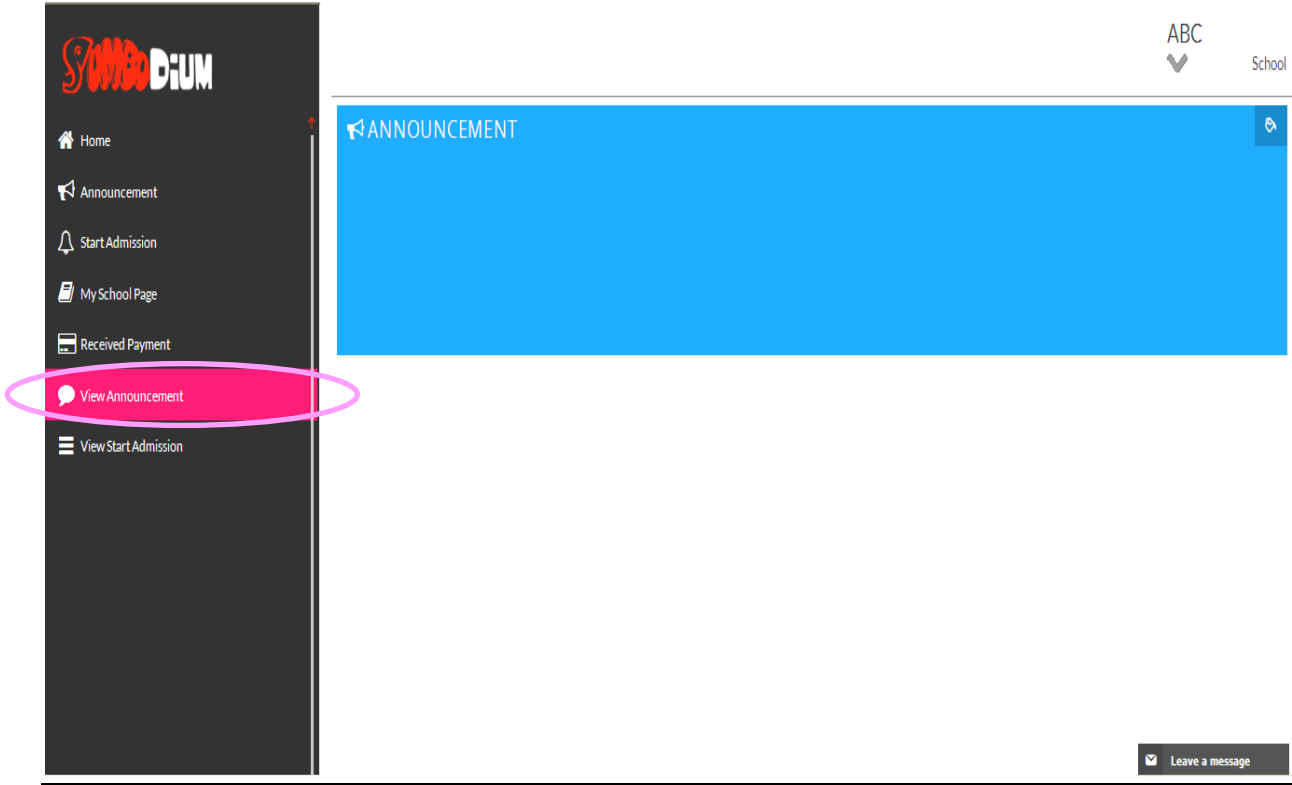 SYOMBODiUM
ABC
School
Home
Announcement
Start Admission
My School Page
Received Payment
View Announcement
View Start Admission
ANNOUNCEMENT
Leave a message